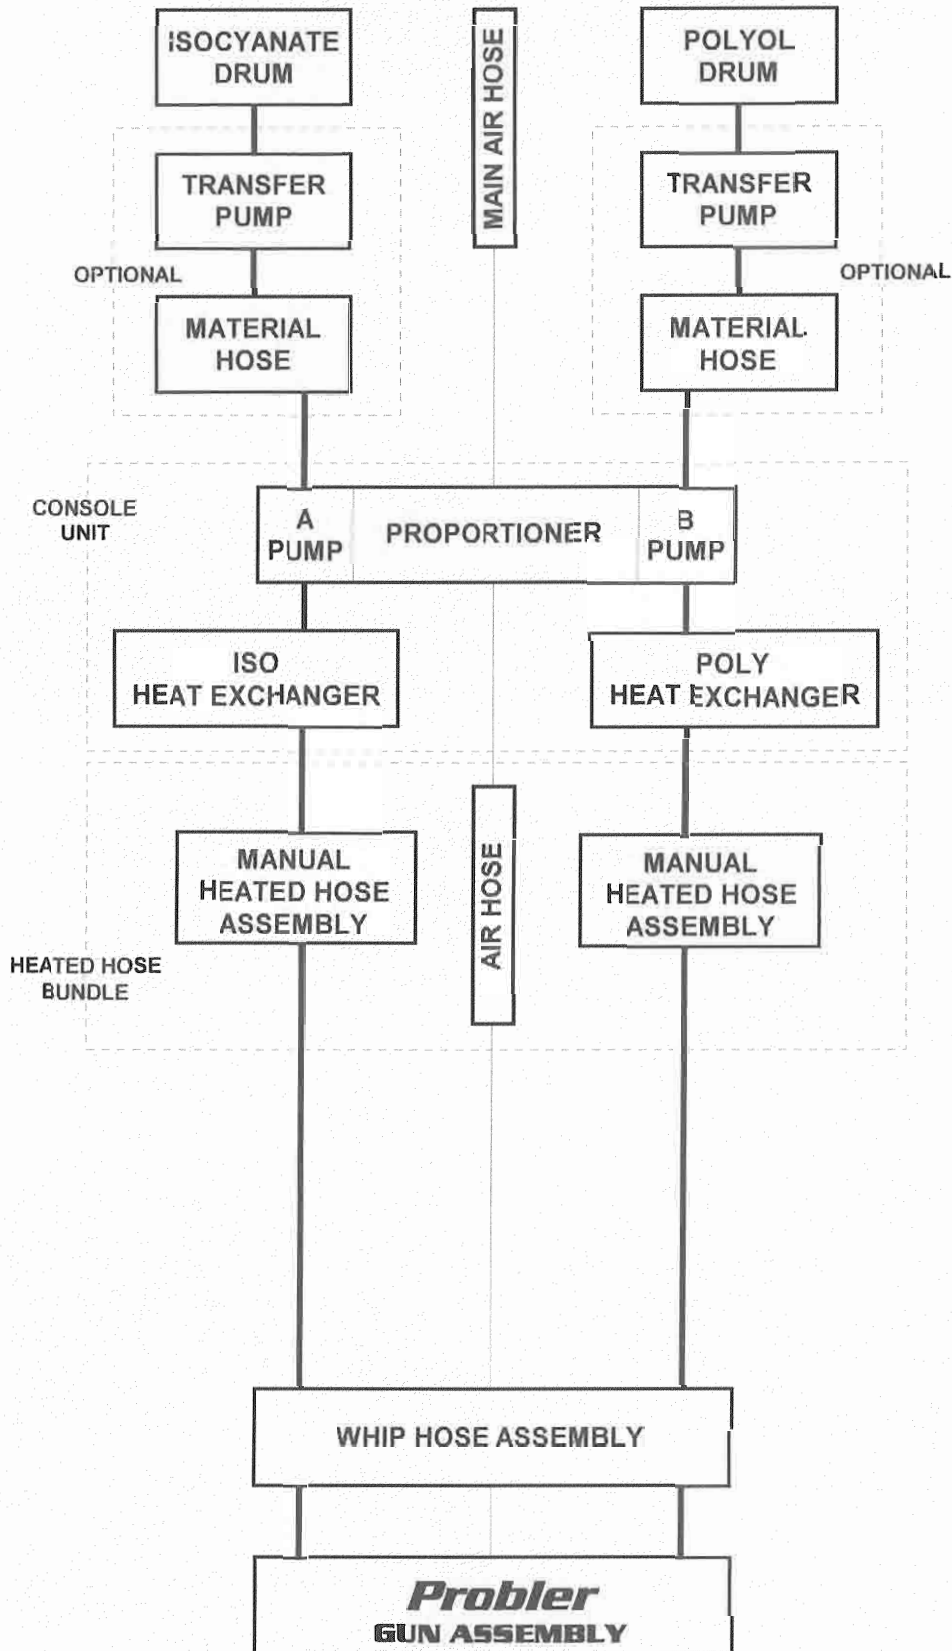 ISOCYANATE
DRUM
MAIN AIR HOSE
POLYOL
DRUM
TRANSFER
PUMP
TRANSFER
PUMP
OPTIONAL
OPTIONAL
MATERIAL
HOSE
MATERIAL
HOSE
CONSOLE
UNIT
A
PUMP
PROPORTIONER
B
PUMP
ISO
HEAT EXCHANGER
POLY
HEAT EXCHANGER
MANUAL
HEATED HOSE
ASSEMBLY
AIR HOSE
MANUAL
HEATED HOSE
ASSEMBLY
HEATED HOSE
BUNDLE
WHIP HOSE ASSEMBLY
Probler
GUN ASSEMBLY